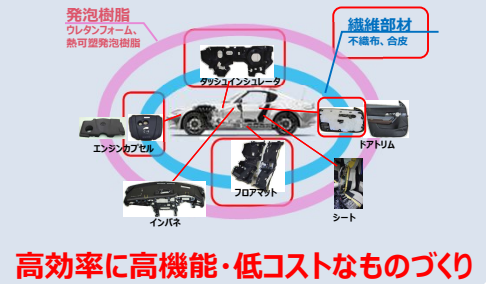 発泡樹脂
ウレタンフォーム、
熱可塑発泡樹脂
繊維部材
不織布、合皮
ダッシュインシュレータ
エンジンカプセル
ドアトリム
フロアマット
インパネ
シート
高効率に高機能・低コストなものづくり